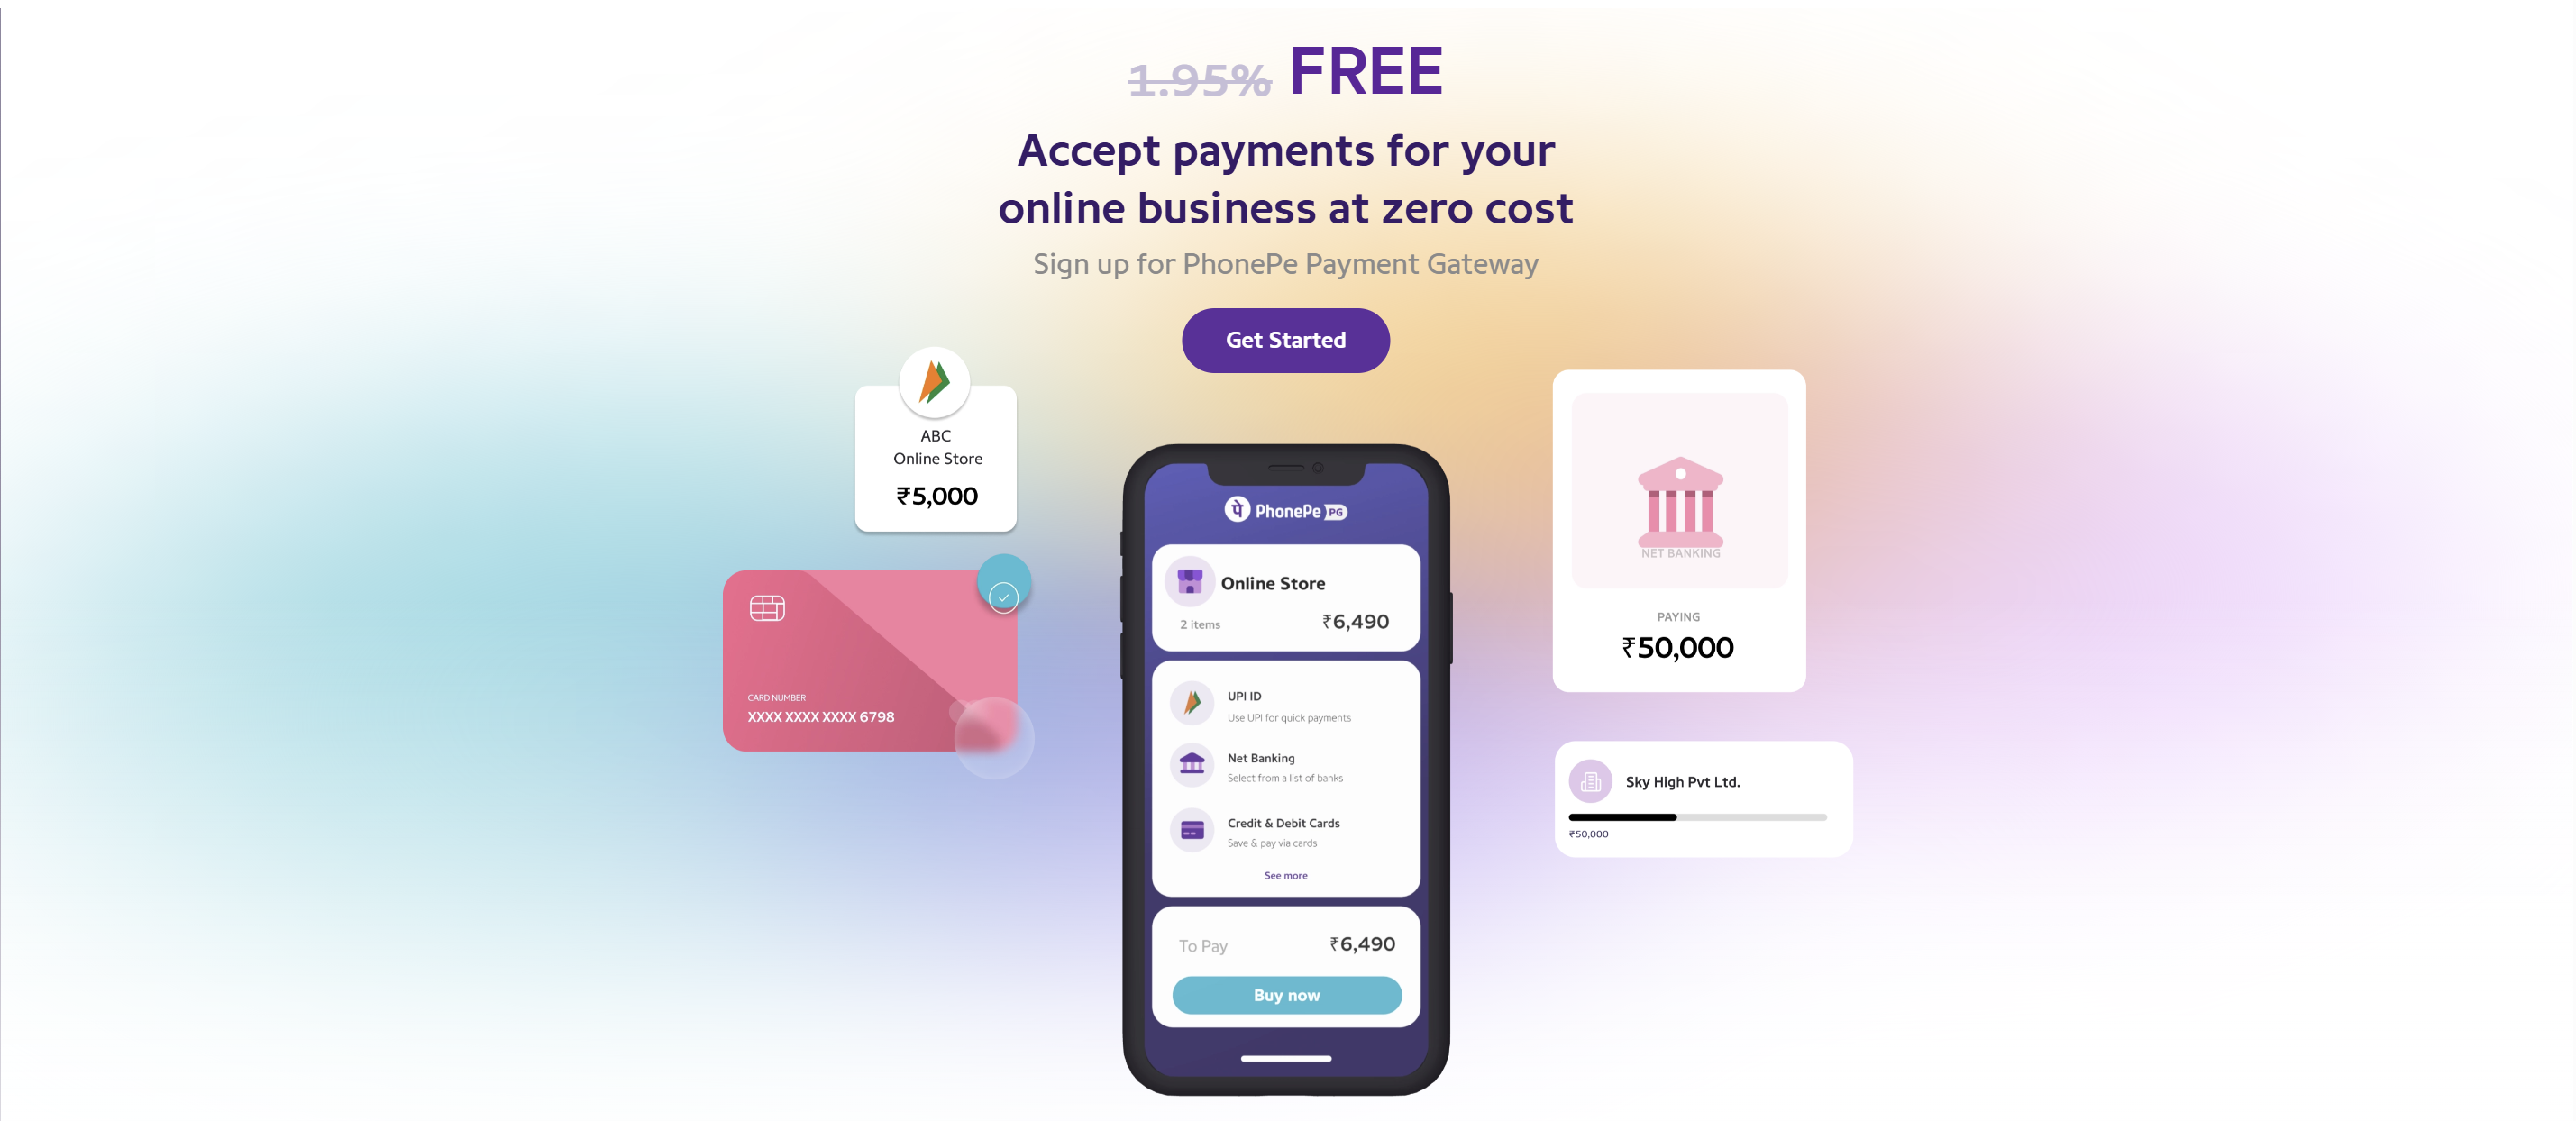 1.95% FREE
Accept payments for your
online business at zero cost
Sign up for PhonePe Payment Gateway
Get Started
ABC
Online Store
₹5,000
CARD NUMBER
XXXX XXXX XXXX 6798
पे PhonePe PG
Online Store
2 items ₹6,490
UPI ID
Use UPI for quick payments
Net Banking
Select from a list of banks
Credit & Debit Cards
Save & pay via cards
See more
To Pay ₹6,490
Buy now
NET BANKING
PAYING
₹50,000
Sky High Pvt Ltd.
₹50,000